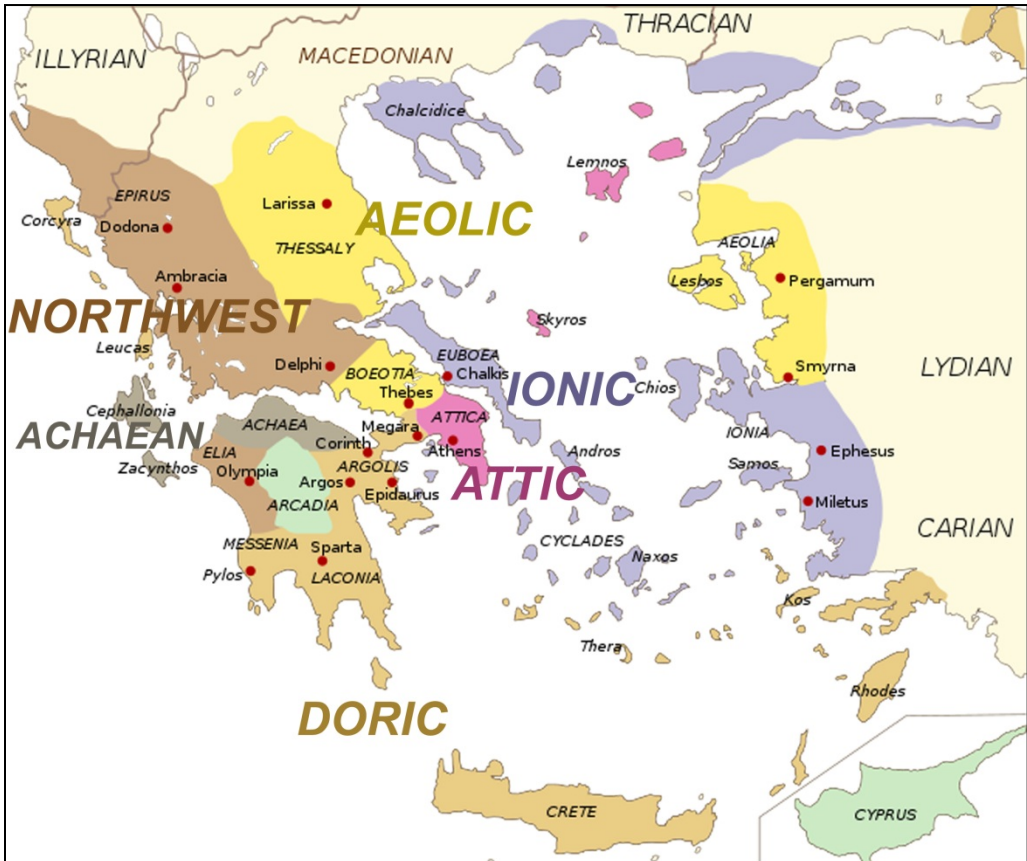 THRACIAN
ILLYRIAN
MACEDONIAN
Chalcidice
Lemnos
EPIRUS
Larissa
AEOLIC
Corcyra
Dodona
THESSALY
AEOLIA
Ambracia
Lesbos
Pergamum
NORTHWEST
Skyros
Leucas
Delphi
EUBOEA
BOEOTIA
Chalkis
Smyrna
LYDIAN
Thebes
IONIC
Chios
Cephallonia
ACHAEA
ATTICA
ACHAEAN
Megara
IONIA
Corinth
Athens
ELIA
Andros
Ephesus
Zacynthos
Olympia
ARGOLIS
Samos
Argos
Epidaurus
ATTIC
ARCADIA
Miletus
CARIAN
MESSENIA
Sparta
CYCLADES
Naxos
Pylos
LACONIA
Kos
Thera
Rhodes
DORIC
CRETE
CYPRUS